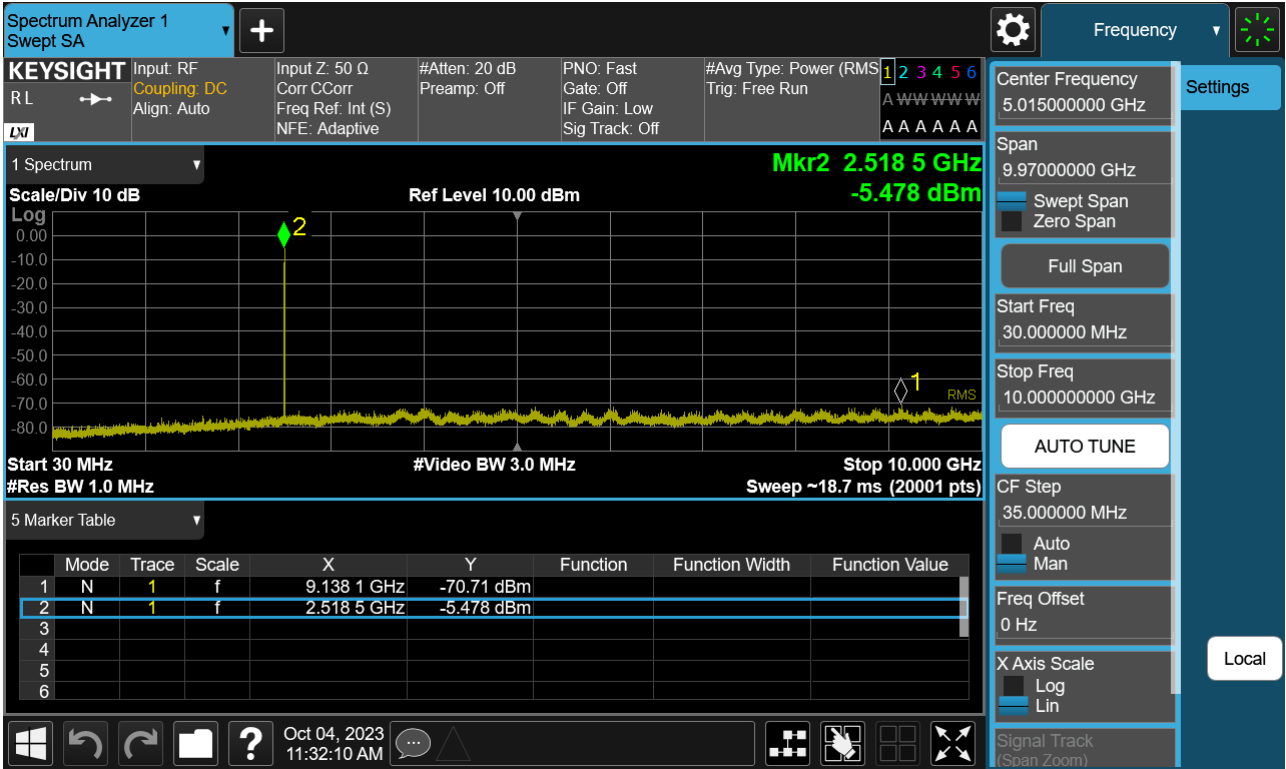 Spectrum Analyzer 1
Swept SA
▼
+
Frequency
▼
KEYSIGHT
R L
LXI
Input: RF
Coupling: DC
Align: Auto
Input Z: 50 Ω
Corr CCorr
Freq Ref: Int (S)
NFE: Adaptive
#Atten: 20 dB
Preamp: Off
PNO: Fast
Gate: Off
IF Gain: Low
Sig Track: Off
#Avg Type: Power (RMS
Trig: Free Run
1 2 3 4 5 6
A W W W W W
A A A A A A
1 Spectrum
▼
Scale/Div 10 dB
Ref Level 10.00 dBm
Mkr2 2.518 5 GHz
-5.478 dBm
Log
0.00
-10.0
-20.0
-30.0
-40.0
-50.0
-60.0
-70.0
-80.0
2
1
RMS
Start 30 MHz
#Video BW 3.0 MHz
Stop 10.000 GHz
#Res BW 1.0 MHz
Sweep ~18.7 ms (20001 pts)
5 Marker Table
▼
Mode Trace Scale X Y Function Function Width Function Value
1 N 1 f 9.138 1 GHz -70.71 dBm
2 N 1 f 2.518 5 GHz -5.478 dBm
3
4
5
6
?
Oct 04, 2023
11:32:10 AM
Center Frequency
5.015000000 GHz
Span
9.97000000 GHz
Swept Span
Zero Span
Full Span
Start Freq
30.000000 MHz
Stop Freq
10.000000000 GHz
AUTO TUNE
CF Step
35.000000 MHz
Auto
Man
Freq Offset
0 Hz
X Axis Scale
Log
Lin
Signal Track
(Span Zoom)
Settings
Local